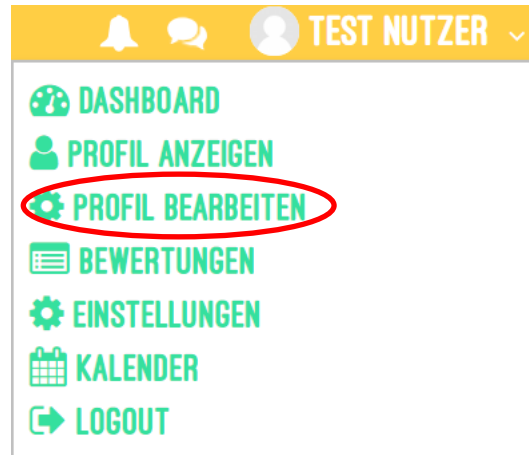 TEST NUTZER
DASHBOARD
PROFIL ANZEIGEN
PROFIL BEARBEITEN
BEWERTUNGEN
EINSTELLUNGEN
KALENDER
LOGOUT